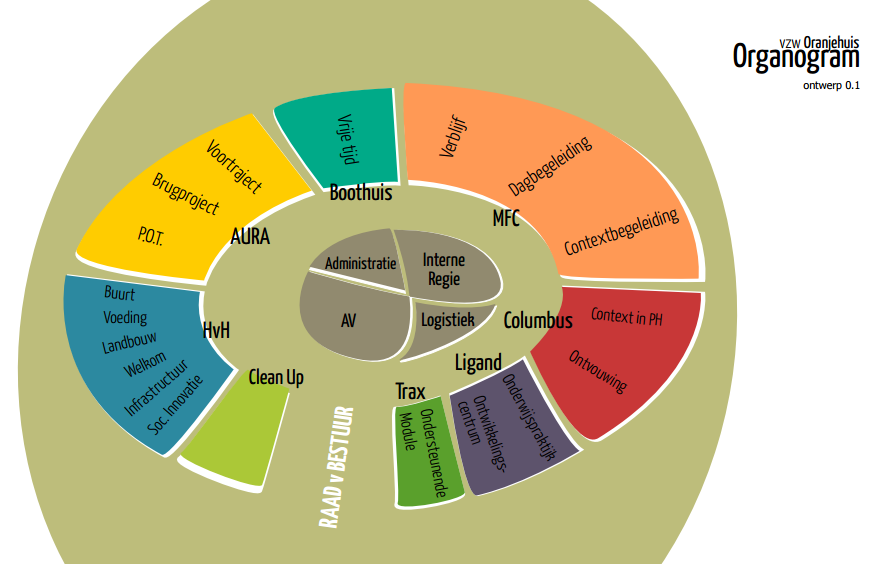 vzw Oranjehuis
Organogram
ontwerp 0.1
Vrije tijd
Boothuis
Verblijf
Dagbegeleiding
Contextbegeleiding
MFC
Voortraject
Brugproject
P.O.T.
AURA
Administratie
Interne
Regie
AV
Logistiek
Buurt
Voeding
Landbouw
Welkom
Infrastructuur
Soc. Innovatie
HvH
Columbus
Context in PH
Ontvouwing
Clean Up
Ligand
Onderwijspraktijk
Ontwikkelings-
centrum
Trax
Ondersteunende
Module
RAAD v BESTUUR